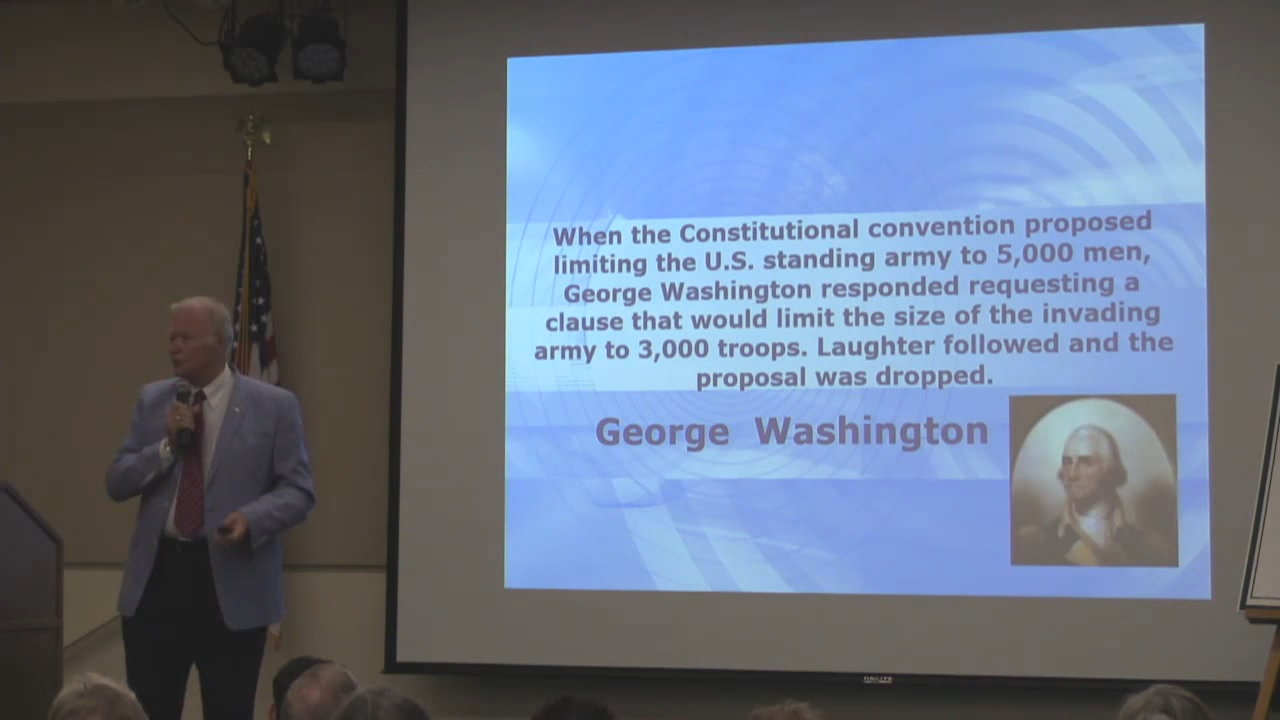 When the Constitutional convention proposed
limiting the U.S. standing army to 5,000 men,
George Washington responded requesting a
clause that would limit the size of the invading
army to 3,000 troops. Laughter followed and the
proposal was dropped.
George Washington
DA-LITE